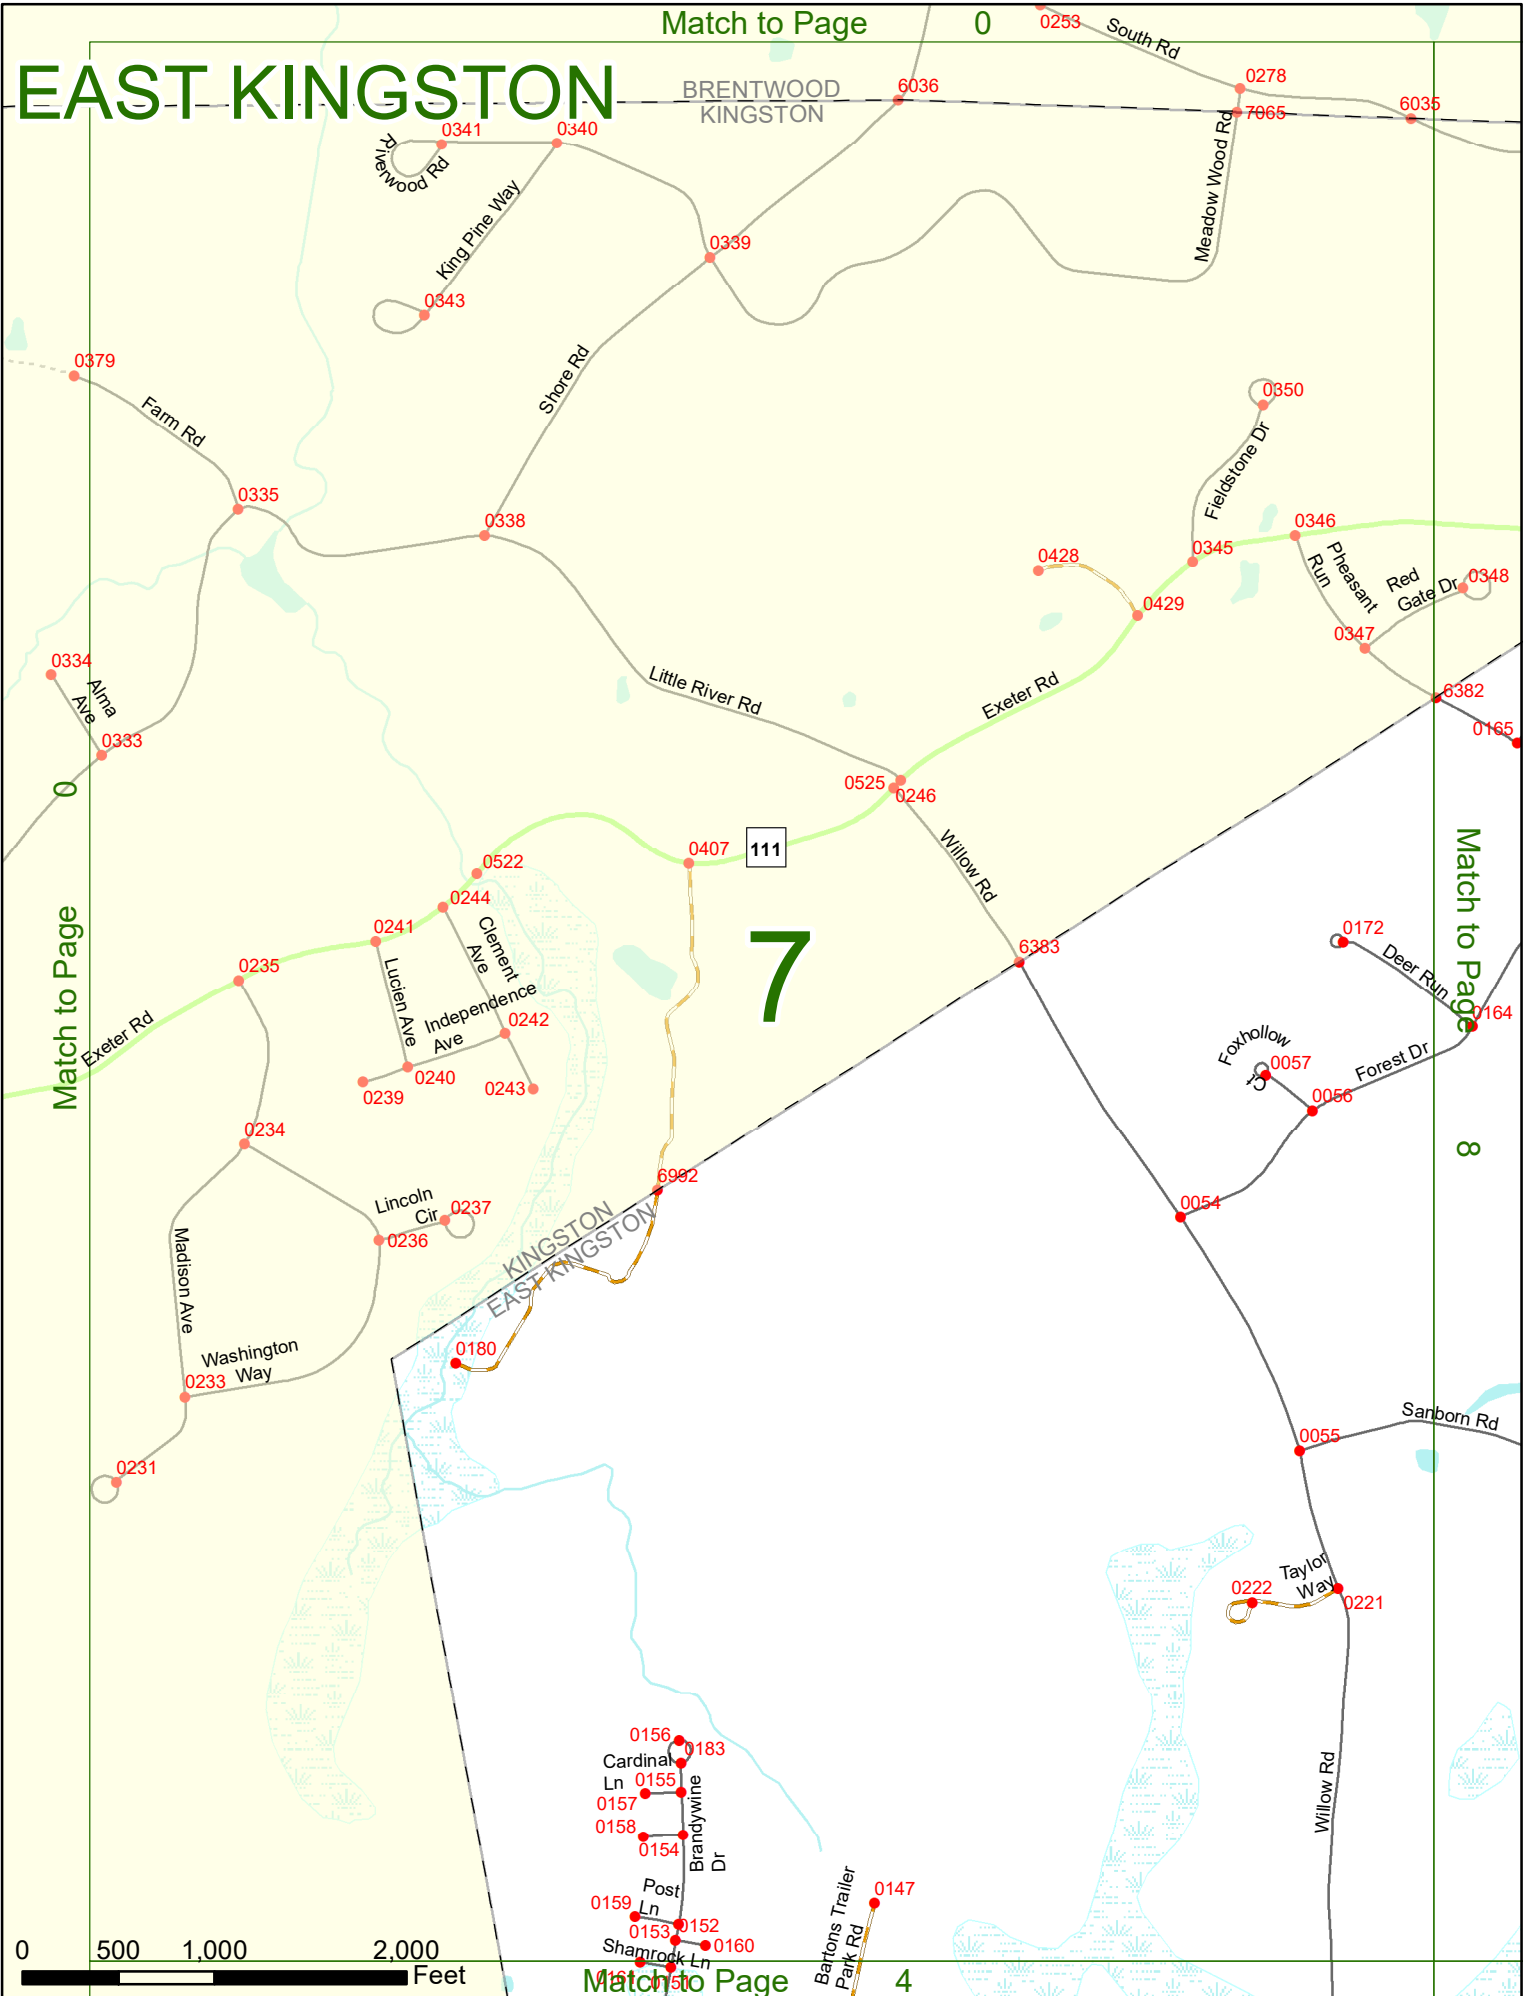 Match to Page 0
EAST KINGSTON
BRENTWOOD
KINGSTON
0253
South Rd
0278
6036
7065
6035
0341
0340
Riverwood Rd
King Pine Way
Meadow Wood Rd
0339
0343
Shore Rd
0379
Farm Rd
0350
Fieldstone Dr
0335
0338
0346
0345
0428
0429
Pheasant
Run
Red
Gate Dr
0348
0347
0334
Alma
Ave
0333
Little River Rd
Exeter Rd
6382
0165
0525
0246
0
Match to Page
111
0407
Willow Rd
0522
0244
0241
0235
Clement
Ave
Lucien Ave
Independence
Ave
0242
0240
0239
0243
Exeter Rd
7
6383
0172
Deer Run
Match to Page
8
0164
Foxhollow
Ct
0057
0056
Forest Dr
0234
6992
Lincoln
Cir
0237
0236
0054
KINGSTON
EAST KINGSTON
Madison Ave
Washington
Way
0180
0233
0231
Sanborn Rd
0055
Taylor
Way
0222
0221
Willow Rd
0156
0183
Cardinal
Ln
0155
0157
0158
0154
Brandywine
Dr
Post
Ln
0159
0152
0153
0160
Shamrock Ln
0161
0151
0147
Bartons Trailer
Park Rd
0 500 1,000 2,000
Feet
Match to Page 4